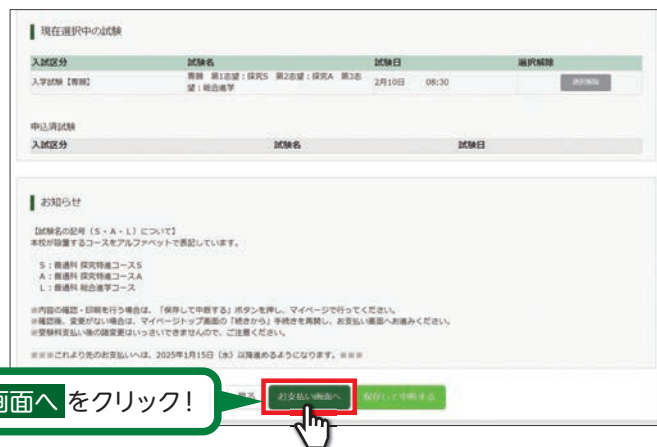 現在選択中の試験
入試区分 試験名 試験日 選択解除
入学試験【専願】 専願 第1志望：探究S 第2志望：探究A 第3志望：総合進学 2月10日 08:30 選択解除
申込済試験
入試区分 試験名 試験日
お知らせ
【試験名の記号（S・A・L）について】
本校が設置するコースをアルファベットで表記しています。
S：普通科 探究特進コースS
A：普通科 探究特進コースA
L：普通科 総合進学コース
※内容の確認・印刷を行う場合は、「保存して中断する」ボタンを押し、マイページで行ってください。
※確認後、変更がない場合は、マイページトップ画面の「続きから」手続きを再開し、お支払い画面へお進みください。
※受験料支払い後の諸変更はいっさいできませんので、ご注意ください。
※※※これより先のお支払いへは、2025年1月15日（水）以降進めるようになります。※※※
戻る お支払い画面へ 保存して中断する
画面へ をクリック！